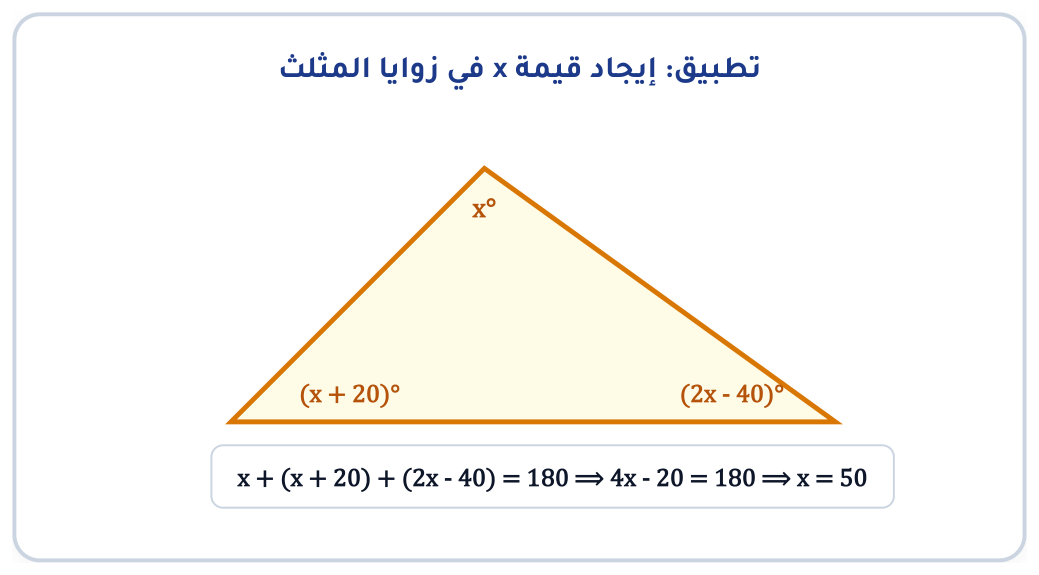 تطبيق: إيجاد قيمة x في زوايا المثلث
x°
(x + 20)°
(2x - 40)°
x + (x + 20) + (2x - 40) = 180 ⟹ 4x - 20 = 180 ⟹ x = 50